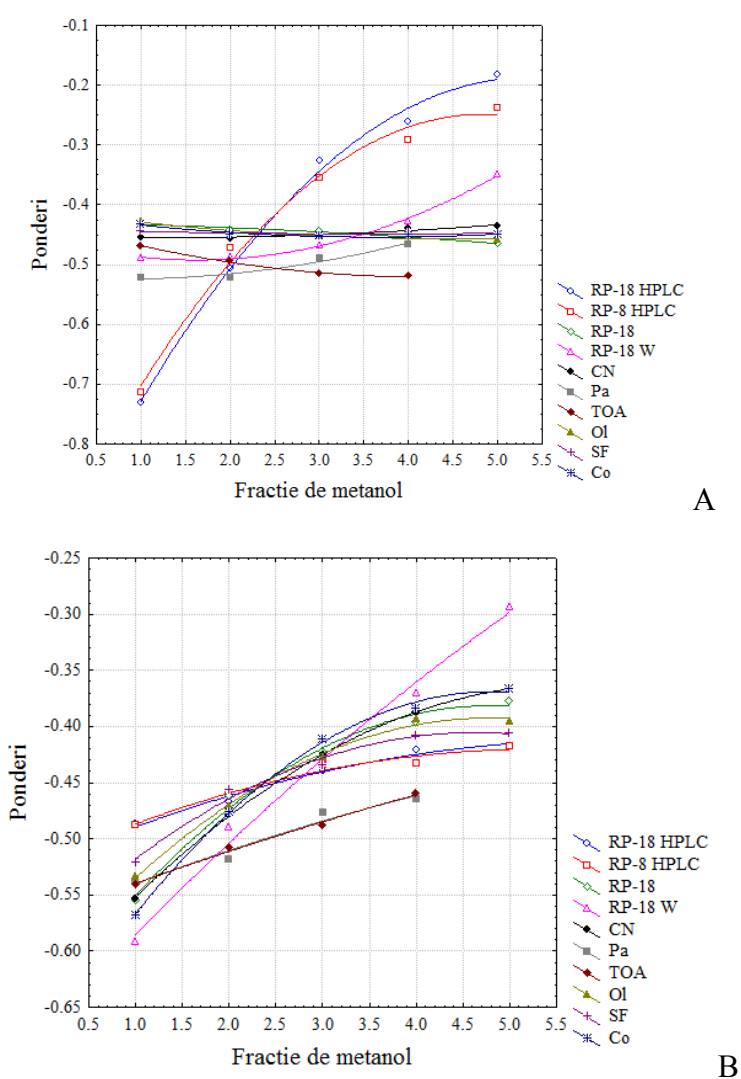 -0.1
-0.2
-0.3
-0.4
-0.5
-0.6
-0.7
-0.8
Ponderi
0.5 1.0 1.5 2.0 2.5 3.0 3.5 4.0 4.5 5.0 5.5
Fractie de metanol
RP-18 HPLC
RP-8 HPLC
RP-18
RP-18 W
CN
Pa
TOA
Ol
SF
Co
A
-0.25
-0.30
-0.35
-0.40
-0.45
-0.50
-0.55
-0.60
-0.65
Ponderi
0.5 1.0 1.5 2.0 2.5 3.0 3.5 4.0 4.5 5.0 5.5
Fractie de metanol
RP-18 HPLC
RP-8 HPLC
RP-18
RP-18 W
CN
Pa
TOA
Ol
SF
Co
B